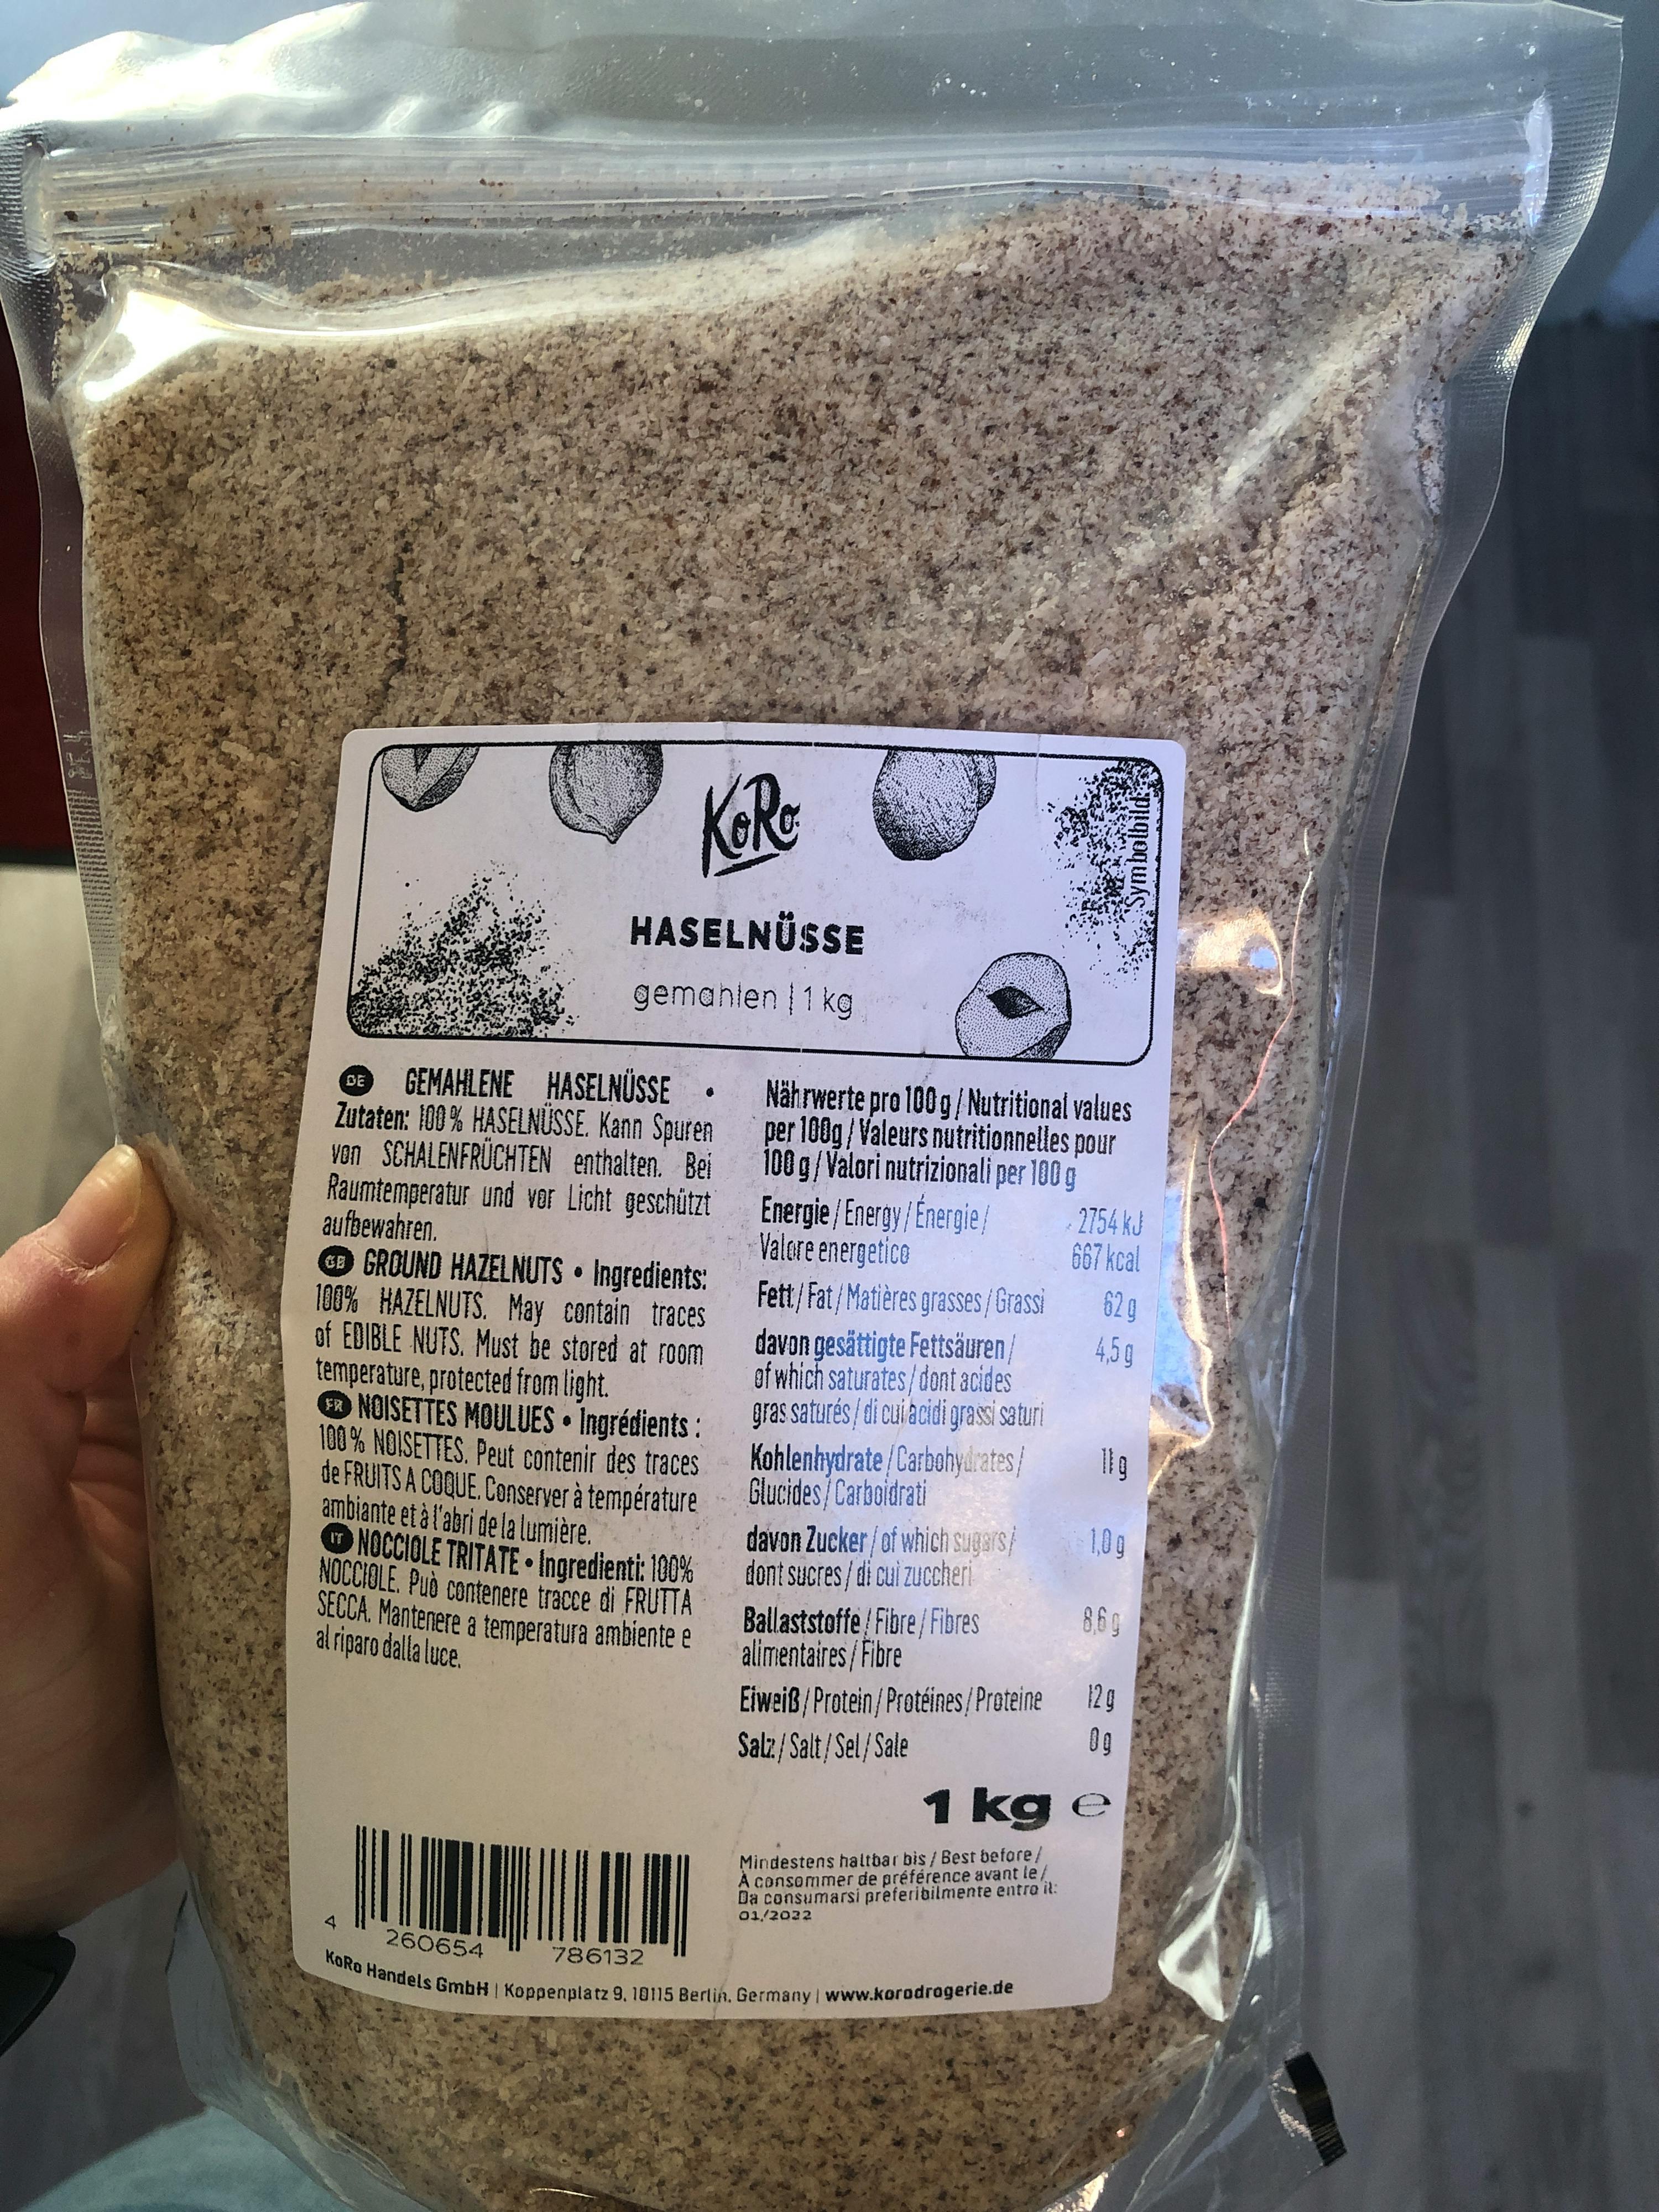 KoRo
Symbolbild
HASELNÜSSE
gemahlen | 1 kg
DE GEMAHLENE HASELNÜSSE •
Zutaten: 100 % HASELNÜSSE. Kann Spuren
von SCHALENFRÜCHTEN enthalten. Bei
Raumtemperatur und vor Licht geschützt
aufbewahren.
GB GROUND HAZELNUTS • Ingredients:
100% HAZELNUTS. May contain traces
of EDIBLE NUTS. Must be stored at room
temperature, protected from light.
FR NOISETTES MOULUES • Ingrédients :
100 % NOISETTES. Peut contenir des traces
de FRUITS A COQUE. Conserver à température
ambiante et à l'abri de la lumière.
IT NOCCIOLE TRITATE • Ingredienti: 100%
NOCCIOLE. Può contenere tracce di FRUTTA
SECCA. Mantenere a temperatura ambiente e
al riparo dalla luce.
Nährwerte pro 100 g / Nutritional values
per 100g / Valeurs nutritionnelles pour
100 g / Valori nutrizionali per 100 g
Energie / Energy / Énergie / 2754 kJ
Valore energetico 667 kcal
Fett / Fat / Matières grasses / Grassi 62 g
davon gesättigte Fettsäuren / 4,5 g
of which saturates / dont acides
gras saturés / di cui acidi grassi saturi
Kohlenhydrate / Carbohydrates / 11 g
Glucides / Carboidrati
davon Zucker / of which sugars / 1,0 g
dont sucres / di cui zuccheri
Ballaststoffe / Fibre / Fibres 8,6 g
alimentaires / Fibre
Eiweiß / Protein / Protéines / Proteine 12 g
Salz / Salt / Sel / Sale 0 g
1 kg e
Mindestens haltbar bis / Best before /
À consommer de préférence avant le /
Da consumarsi preferibilmente entro il:
01/2022
4 260654 786132
KoRo Handels GmbH | Koppenplatz 9, 10115 Berlin, Germany | www.korodrogerie.de